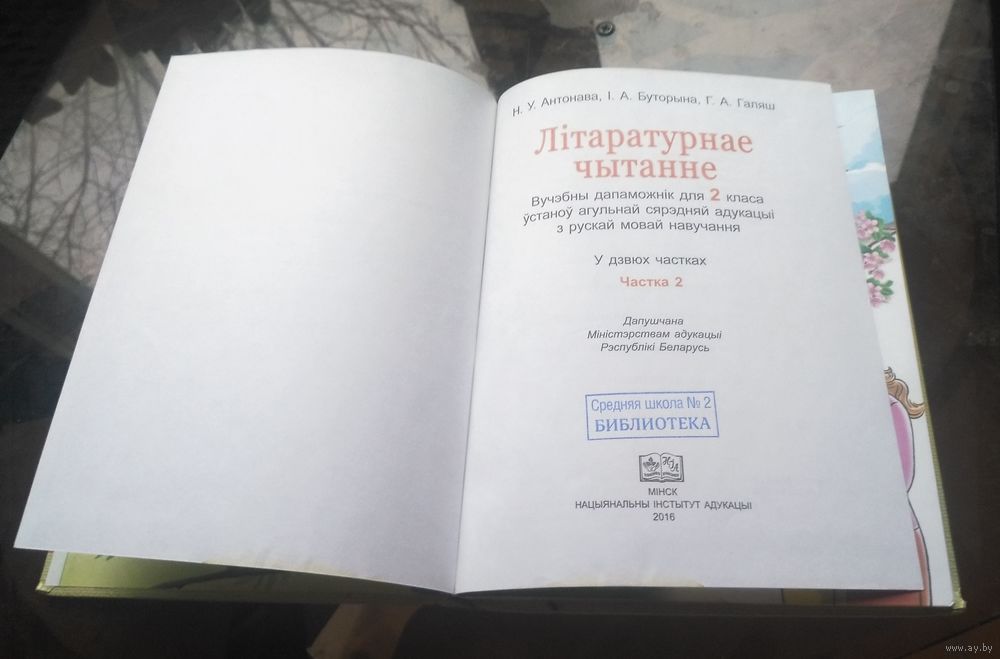 Н. У. Антонава, І. А. Буторына, Г. А. Галяш
Літаратурнае
чытанне
Вучэбны дапаможнік для 2 класа
ўстаноў агульнай сярэдняй адукацыі
з рускай мовай навучання
У дзвюх частках
Частка 2
Дапушчана
Міністэрствам адукацыі
Рэспублікі Беларусь
Средняя школа № 2
БИБЛИОТЕКА
НІА
МІНСК
НАЦЫЯНАЛЬНЫ ІНСТЫТУТ АДУКАЦЫІ
2016
www.ay.by